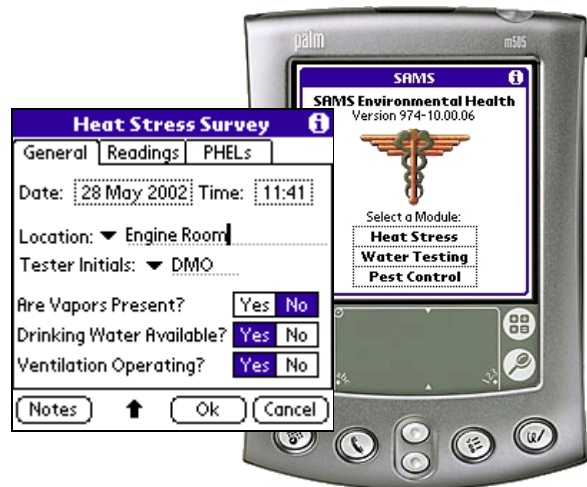 palm m505
SAMS i
SAMS Environmental Health
Version 974-10.00.06
Select a Module:
Heat Stress
Water Testing
Pest Control
Heat Stress Survey i
General Readings PHELs
Date: 28 May 2002 Time: 11:41
Location: Engine Room
Tester Initials: DMO
Are Vapors Present? Yes No
Drinking Water Available? Yes No
Ventilation Operating? Yes No
Notes Ok Cancel